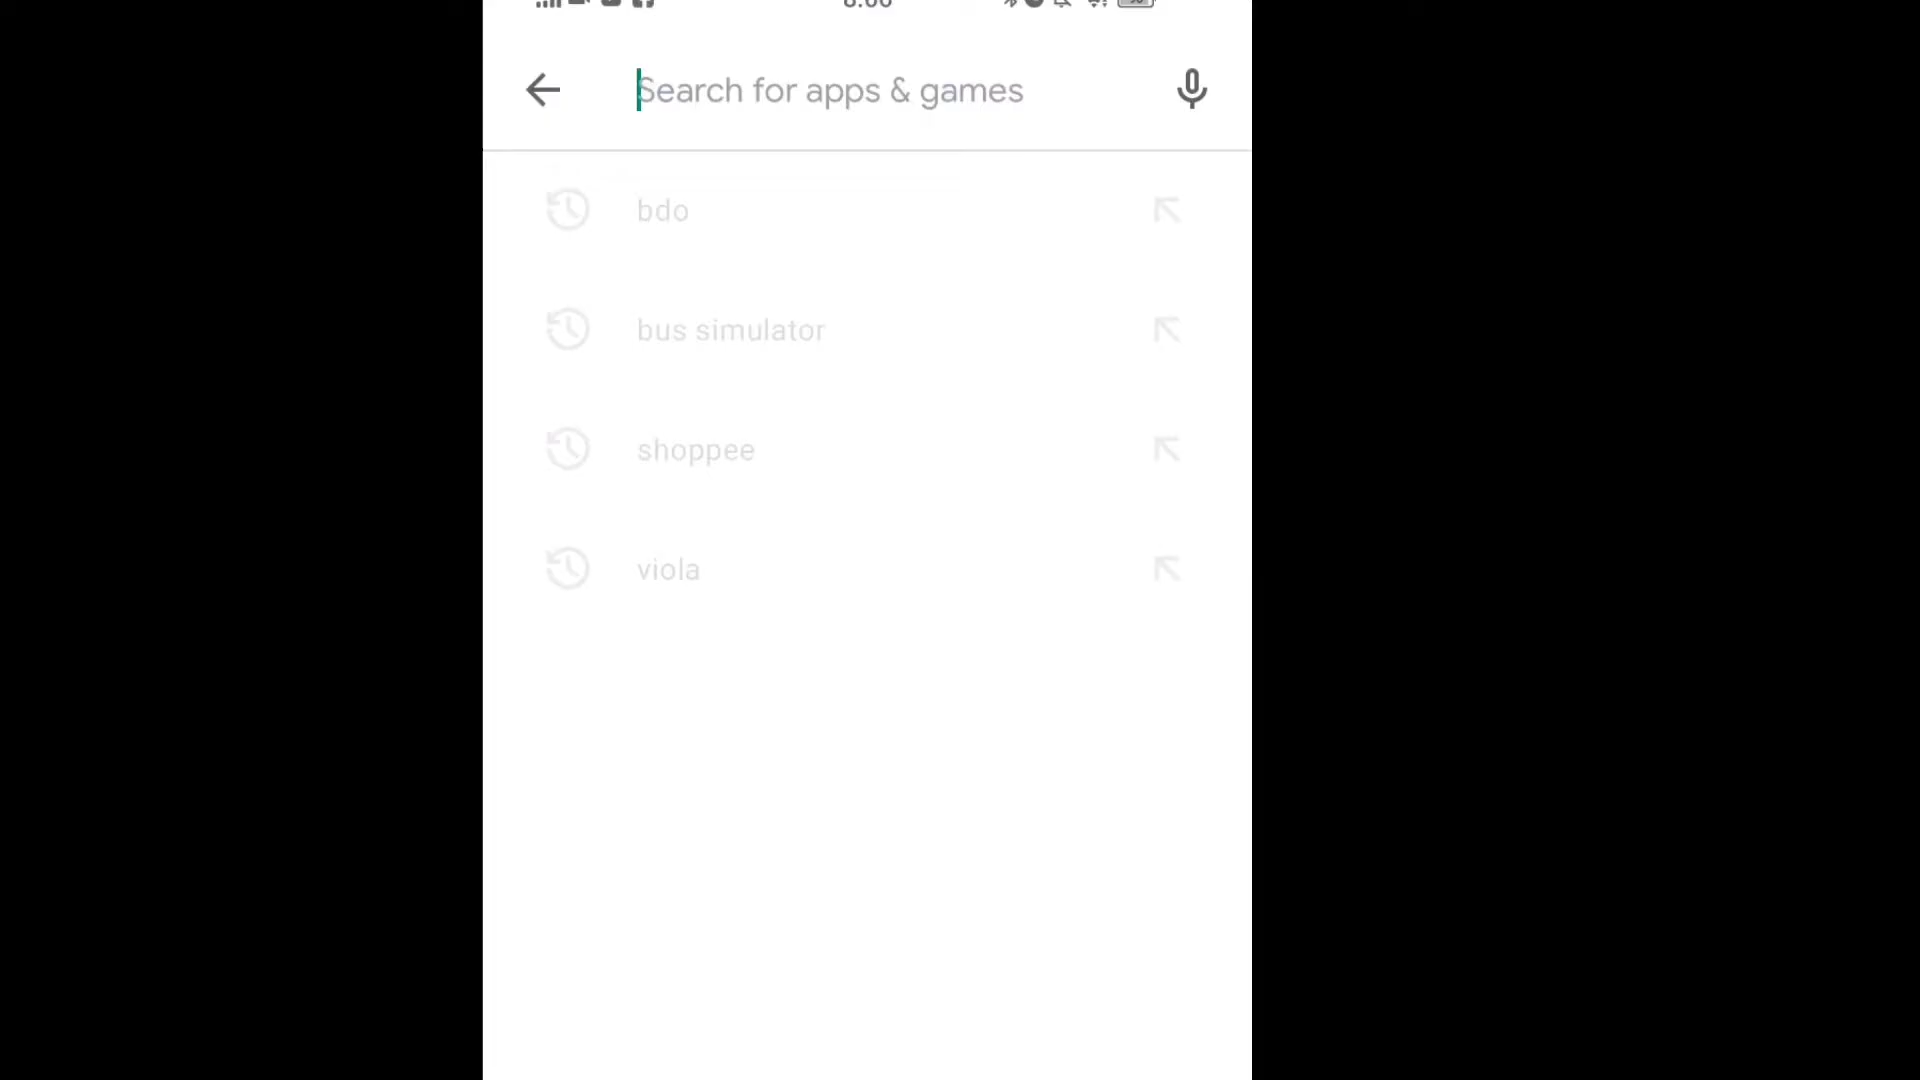 Search for apps & games
bdo
bus simulator
shoppee
viola